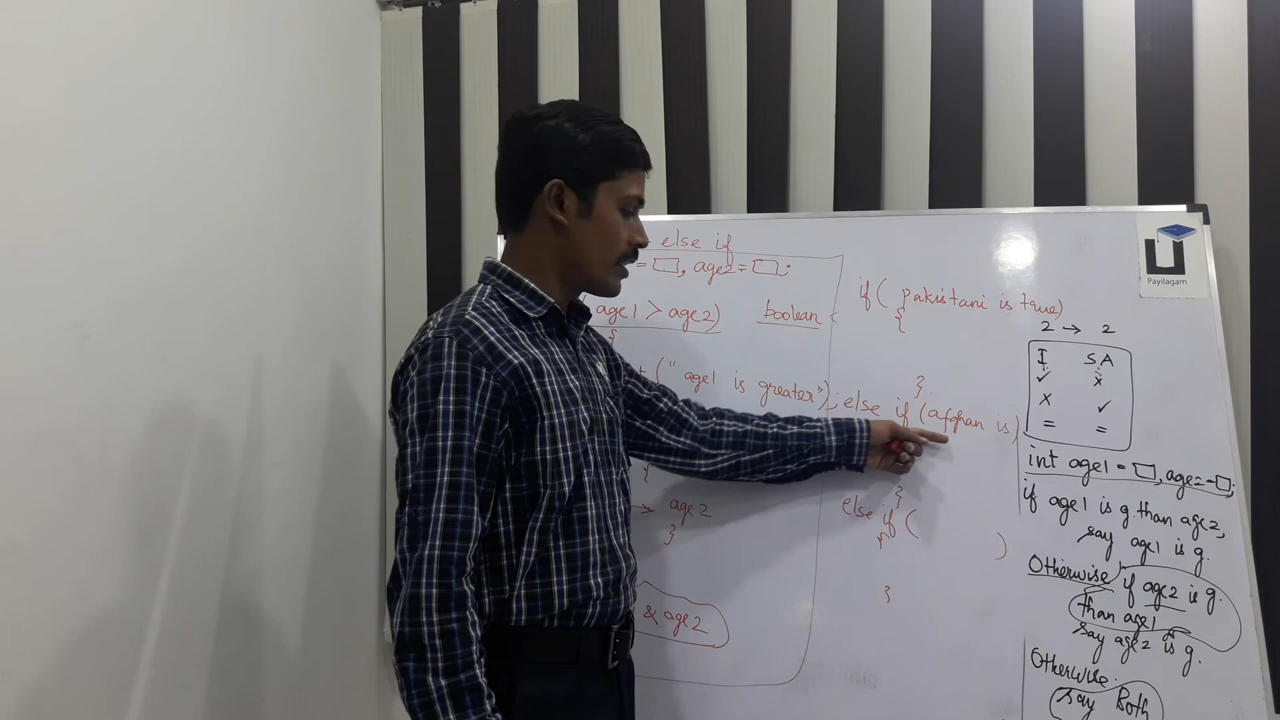 else if
= , age2 = ;
age1 > age2)
{
boolean
("age1 is greater");
{
age2
}
& age2
if ( pakistani is true)
{
}
else if (afghan is)
}
else if (
)
}
Payilagam
2 → 2
I S.A
✓ x
x ✓
= =
int age1 = , age= ;
if age1 is g. than age2,
say age1 is g.
Otherwise, if age2 is g.
than age1
say age2 is g.
Otherwise.
say Both